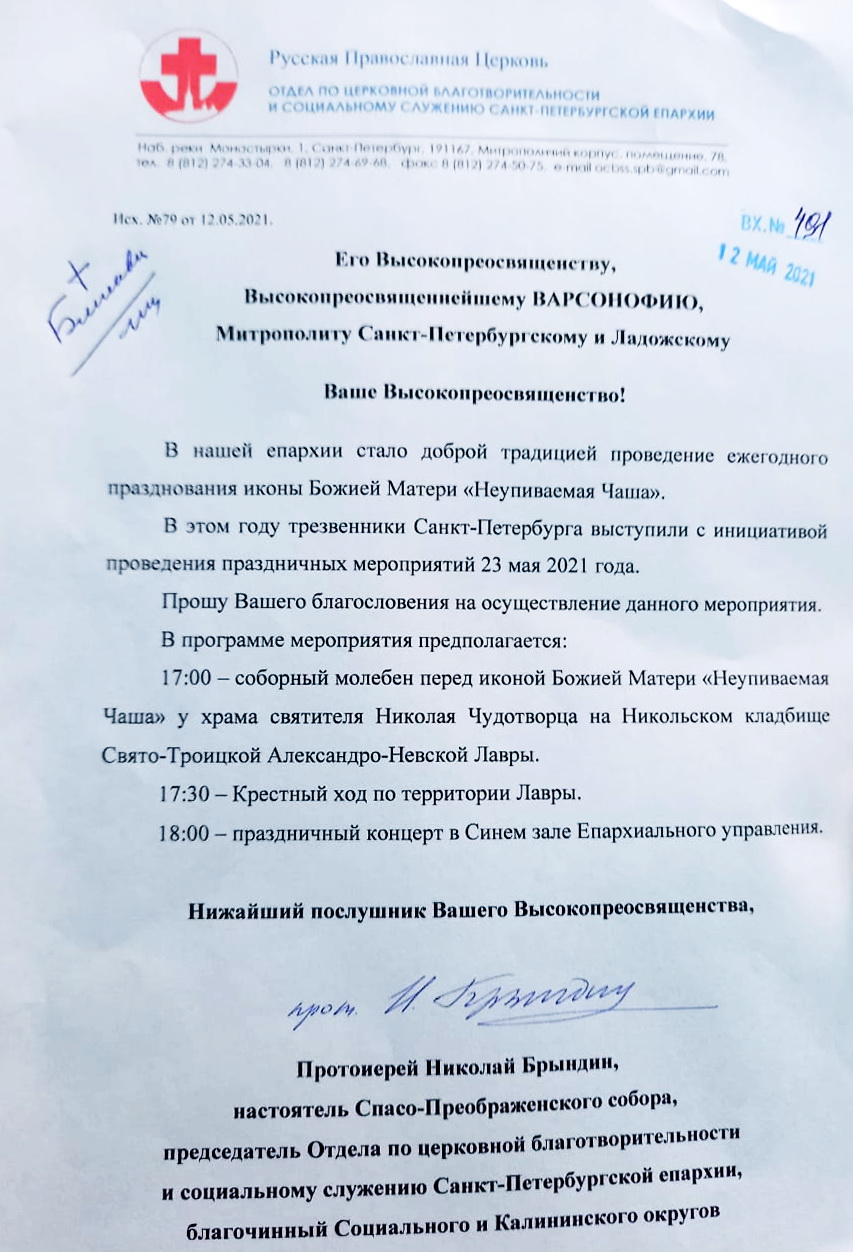 Русская Православная Церковь
ОТДЕЛ ПО ЦЕРКОВНОЙ БЛАГОТВОРИТЕЛЬНОСТИ
И СОЦИАЛЬНОМУ СЛУЖЕНИЮ САНКТ-ПЕТЕРБУРГСКОЙ ЕПАРХИИ
Наб. реки Монастырки, 1, Санкт-Петербург, 191167, Митрополичий корпус, помещение, 78,
тел. 8 (812) 274-33-04, 8 (812) 274-69-68, факс 8 (812) 274-50-75, e-mail ocbss.spb@gmail.com
Исх. №79 от 12.05.2021.
ВХ.№ 491
12 МАЙ 2021
Его Высокопреосвященству,
Высокопреосвященнейшему ВАРСОНОФИЮ,
Митрополиту Санкт-Петербургскому и Ладожскому
Ваше Высокопреосвященство!
В нашей епархии стало доброй традицией проведение ежегодного
празднования иконы Божией Матери «Неупиваемая Чаша».
В этом году трезвенники Санкт-Петербурга выступили с инициативой
проведения праздничных мероприятий 23 мая 2021 года.
Прошу Вашего благословения на осуществление данного мероприятия.
В программе мероприятия предполагается:
17:00 – соборный молебен перед иконой Божией Матери «Неупиваемая
Чаша» у храма святителя Николая Чудотворца на Никольском кладбище
Свято-Троицкой Александро-Невской Лавры.
17:30 – Крестный ход по территории Лавры.
18:00 – праздничный концерт в Синем зале Епархиального управления.
Нижайший послушник Вашего Высокопреосвященства,
прот. Н. Брындин
Протоиерей Николай Брындин,
настоятель Спасо-Преображенского собора,
председатель Отдела по церковной благотворительности
и социальному служению Санкт-Петербургской епархии,
благочинный Социального и Калининского округов